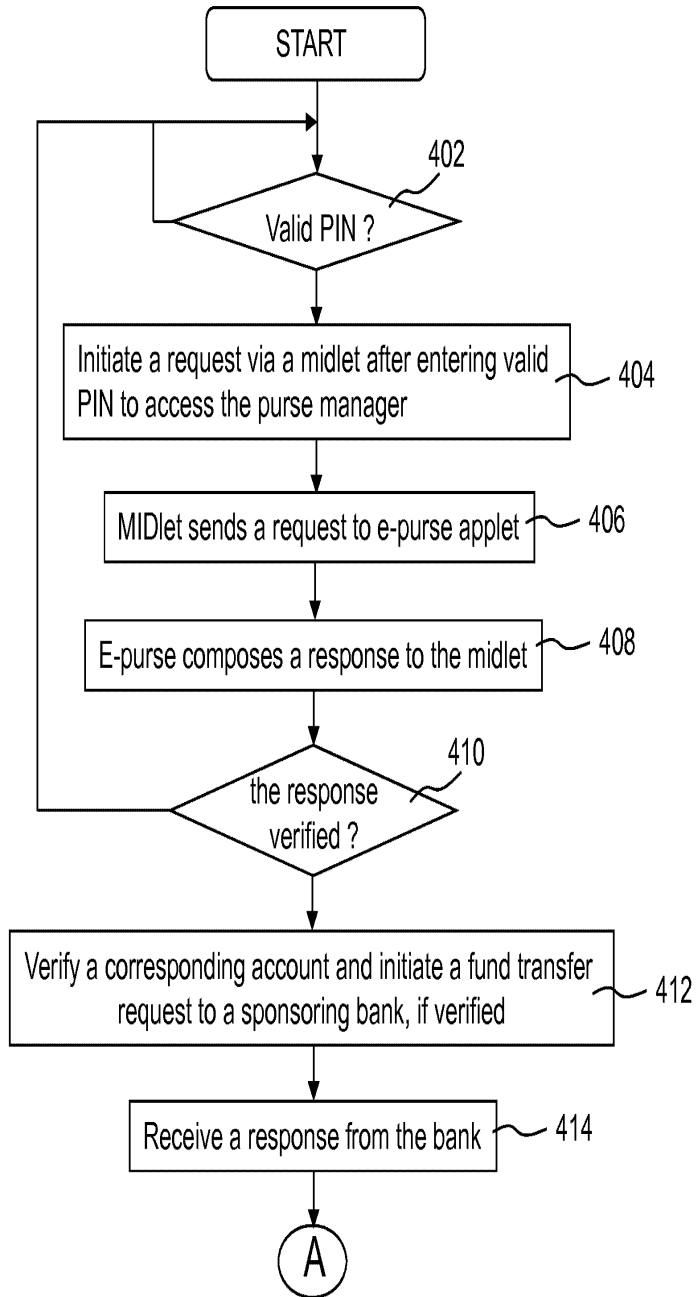 START
402
Valid PIN ?
Initiate a request via a midlet after entering valid
PIN to access the purse manager
404
MIDlet sends a request to e-purse applet
406
E-purse composes a response to the midlet
408
410
the response
verified ?
Verify a corresponding account and initiate a fund transfer
request to a sponsoring bank, if verified
412
Receive a response from the bank
414
A